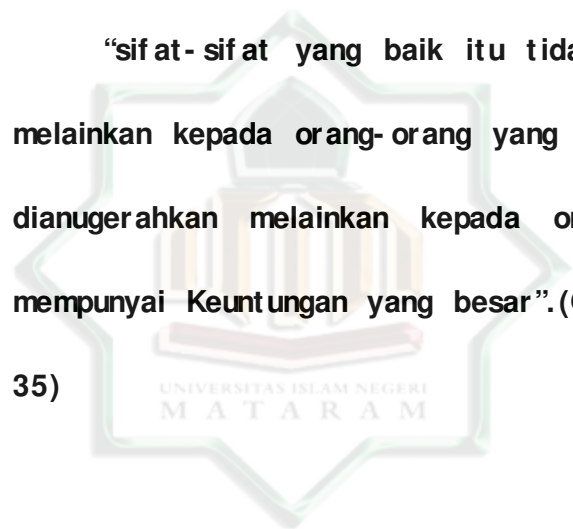 “sifat- sifat yang baik itu tida
melainkan kepada orang- orang yang
dianugerahkan melainkan kepada or
mempunyai Keuntungan yang besar”.(
35)
UNIVERSITAS ISLAM NEGERI
M A T A R A M